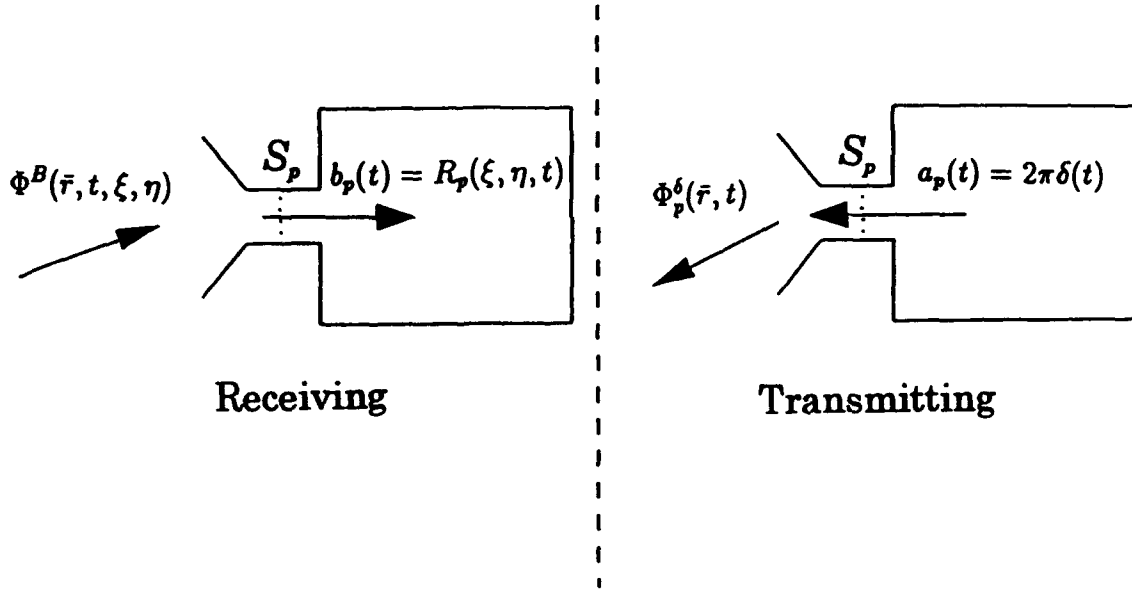 S_p
Φ^B(r̄, t, ξ, η)
b_p(t) = R_p(ξ, η, t)
Receiving
S_p
Φ_p^δ(r̄, t)
a_p(t) = 2πδ(t)
Transmitting